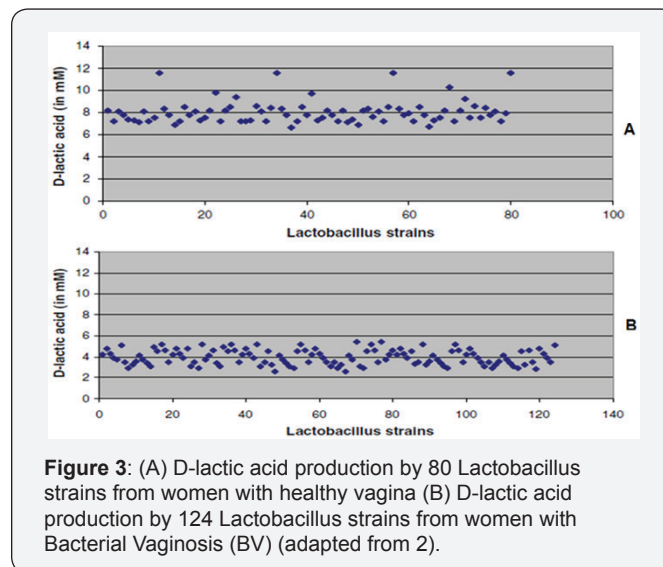 14
12
10
8
6
4
2
0
D-lactic acid (in mM)
0 20 40 60 80 100
Lactobacillus strains
A
14
12
10
8
6
4
2
0
D-lactic acid (in mM)
0 20 40 60 80 100 120 140
Lactobacillus strains
B
Figure 3: (A) D-lactic acid production by 80 Lactobacillus
strains from women with healthy vagina (B) D-lactic acid
production by 124 Lactobacillus strains from women with
Bacterial Vaginosis (BV) (adapted from 2).